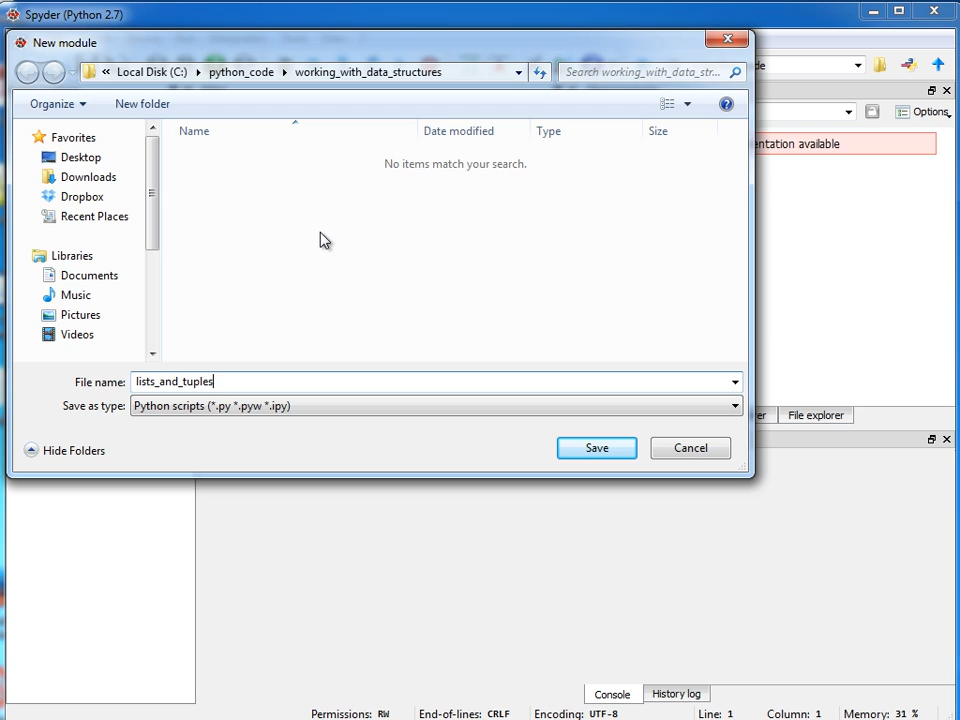 Spyder (Python 2.7)
New module
« Local Disk (C:) python_code working_with_data_structures
Search working_with_data_str...
de
Organize New folder
Options
Name Date modified Type Size
No items match your search.
entation available
Favorites
Desktop
Downloads
Dropbox
Recent Places
Libraries
Documents
Music
Pictures
Videos
File name: lists_and_tuples
Save as type: Python scripts (*.py *.pyw *.ipy)
er File explorer
Hide Folders
Save Cancel
Console History log
Permissions: RW End-of-lines: CRLF Encoding: UTF-8 Line: 1 Column: 1 Memory: 31 %